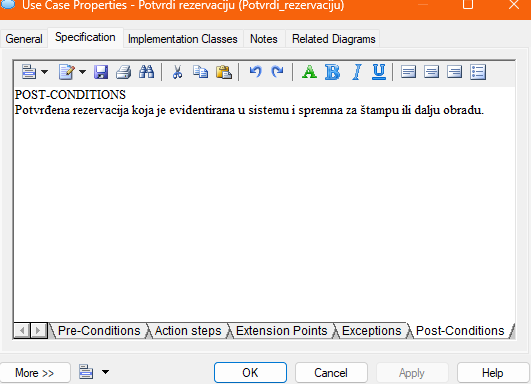 Use Case Properties - Potvrdi rezervaciju (Potvrdi_rezervaciju)
General Specification Implementation Classes Notes Related Diagrams
A B I U
POST-CONDITIONS
Potvrđena rezervacija koja je evidentirana u sistemu i spremna za štampu ili dalju obradu.
Pre-Conditions Action steps Extension Points Exceptions Post-Conditions
More >> OK Cancel Apply Help